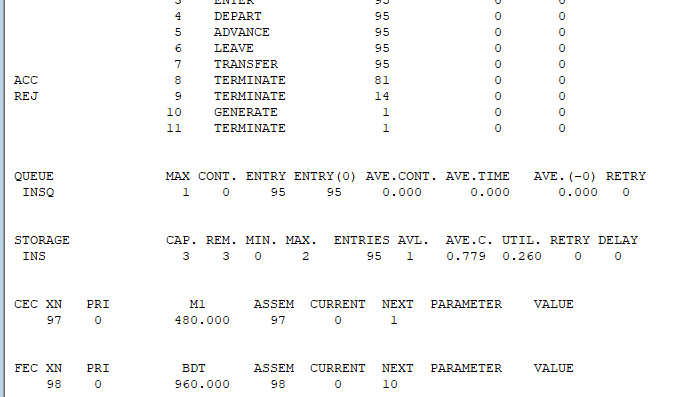 3 ENTER 95 0 0
4 DEPART 95 0 0
5 ADVANCE 95 0 0
6 LEAVE 95 0 0
7 TRANSFER 95 0 0
ACC 8 TERMINATE 81 0 0
REJ 9 TERMINATE 14 0 0
10 GENERATE 1 0 0
11 TERMINATE 1 0 0
QUEUE MAX CONT. ENTRY ENTRY(0) AVE.CONT. AVE.TIME AVE.(-0) RETRY
INSQ 1 0 95 95 0.000 0.000 0.000 0
STORAGE CAP. REM. MIN. MAX. ENTRIES AVL. AVE.C. UTIL. RETRY DELAY
INS 3 3 0 2 95 1 0.779 0.260 0 0
CEC XN PRI M1 ASSEM CURRENT NEXT PARAMETER VALUE
97 0 480.000 97 0 1
FEC XN PRI BDT ASSEM CURRENT NEXT PARAMETER VALUE
98 0 960.000 98 0 10